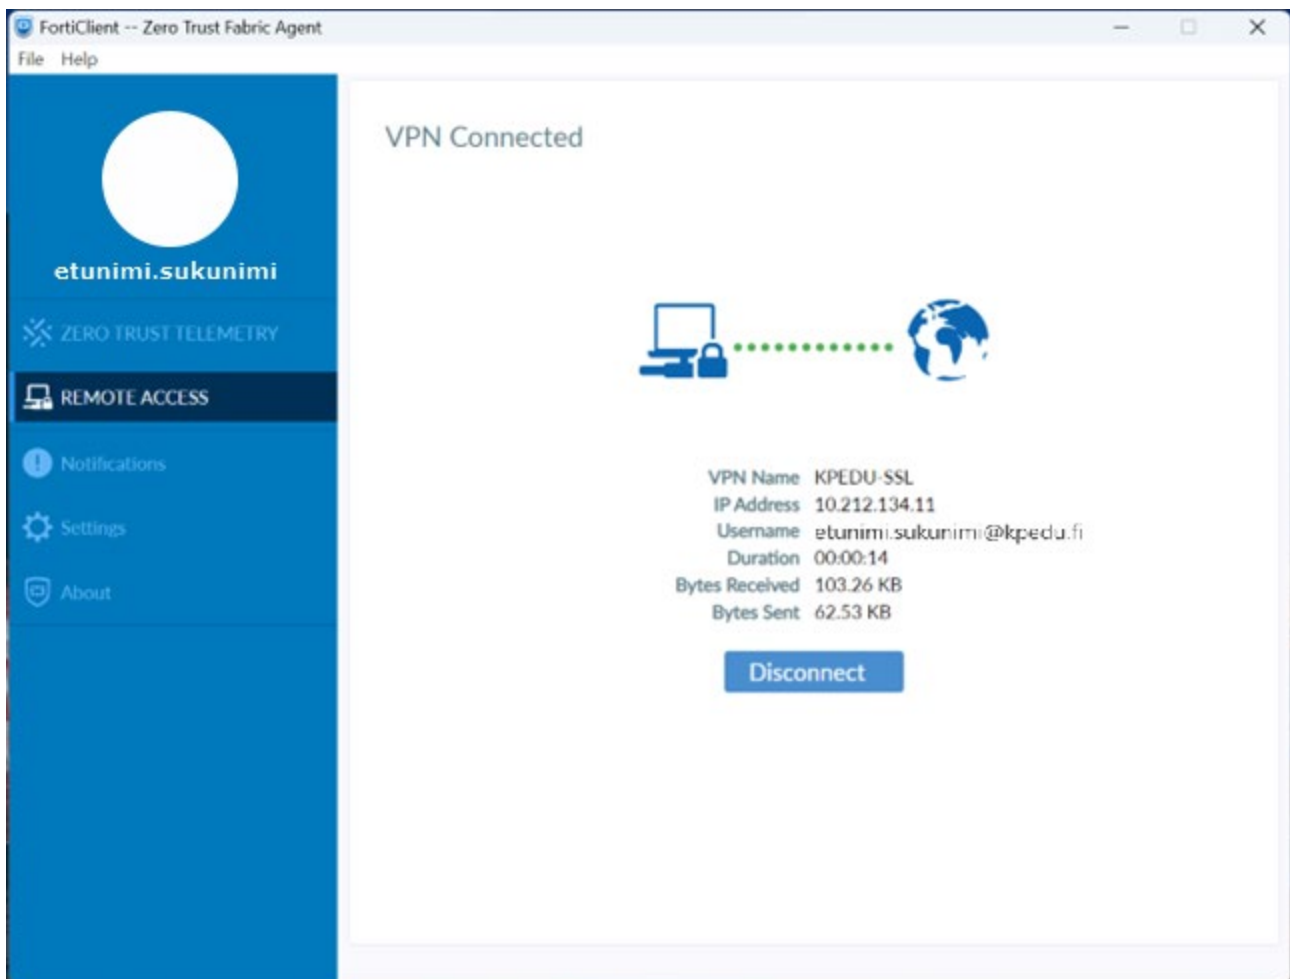 FortiClient -- Zero Trust Fabric Agent
File Help
etunimi.sukunimi
ZERO TRUST TELEMETRY
REMOTE ACCESS
Notifications
Settings
About
VPN Connected
VPN Name KPEDU-SSL
IP Address 10.212.134.11
Username etunimi.sukunimi@kpedu.fi
Duration 00:00:14
Bytes Received 103.26 KB
Bytes Sent 62.53 KB
Disconnect